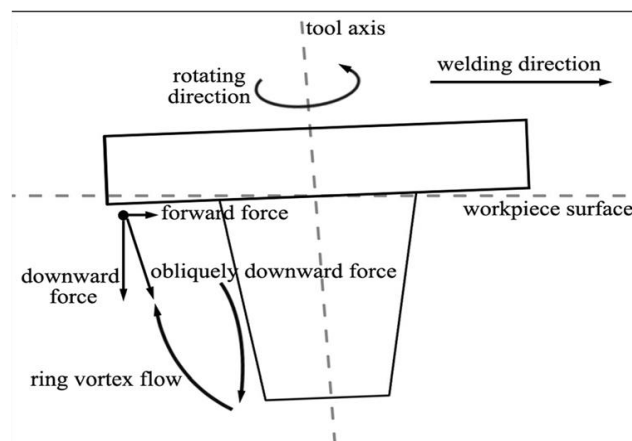 tool axis
welding direction
rotating
direction
forward force
workpiece surface
downward
force
obliquely downward force
ring vortex flow